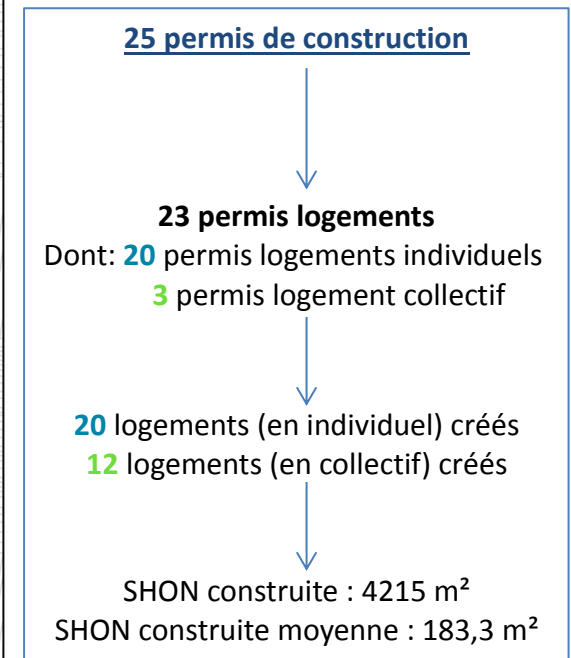 25 permis de construction
23 permis logements
Dont: 20 permis logements individuels
3 permis logement collectif
20 logements (en individuel) créés
12 logements (en collectif) créés
SHON construite : 4215 m²
SHON construite moyenne : 183,3 m²